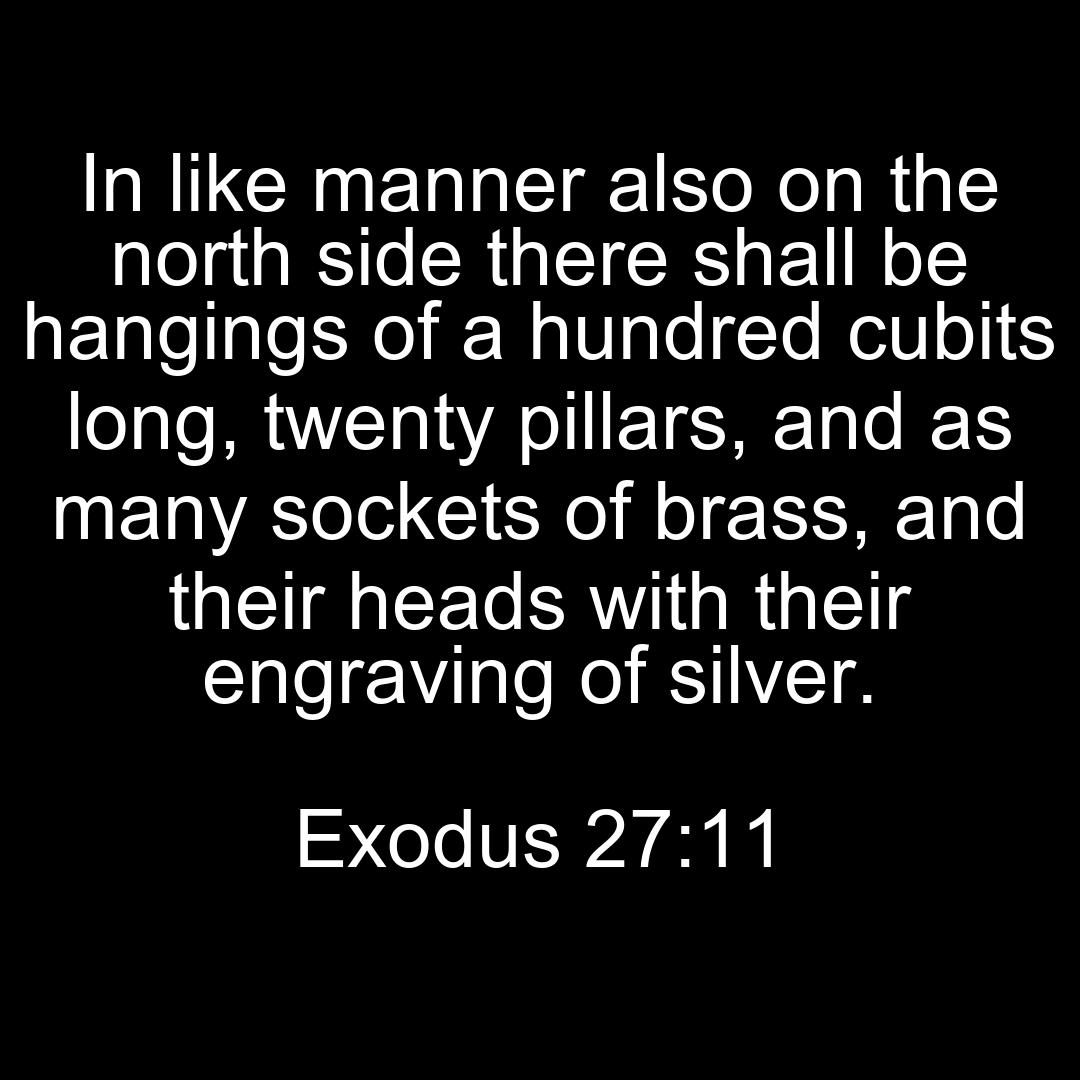 In like manner also on the
north side there shall be
hangings of a hundred cubits
long, twenty pillars, and as
many sockets of brass, and
their heads with their
engraving of silver.
Exodus 27:11